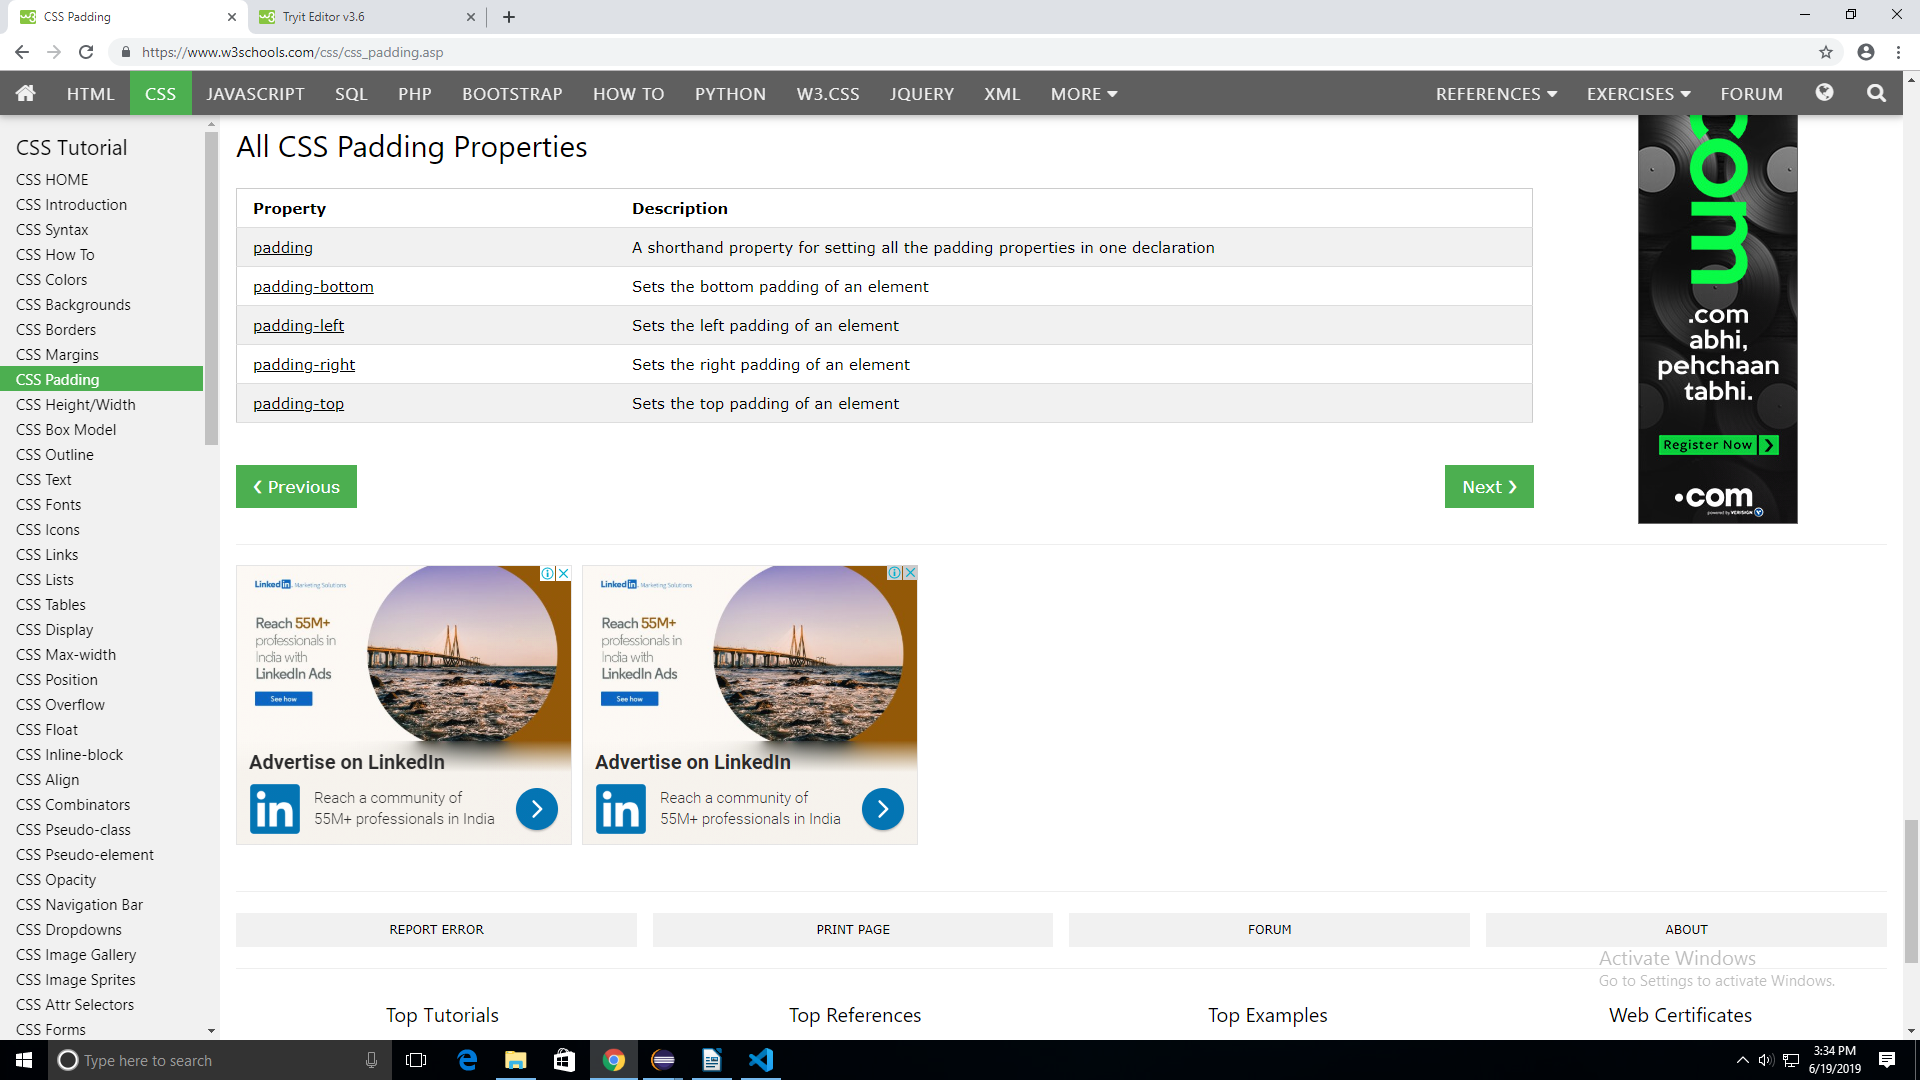 CSS Padding
Tryit Editor v3.6
https://www.w3schools.com/css/css_padding.asp
HTML CSS JAVASCRIPT SQL PHP BOOTSTRAP HOW TO PYTHON W3.CSS JQUERY XML MORE REFERENCES EXERCISES FORUM
CSS Tutorial
CSS HOME
CSS Introduction
CSS Syntax
CSS How To
CSS Colors
CSS Backgrounds
CSS Borders
CSS Margins
CSS Padding
CSS Height/Width
CSS Box Model
CSS Outline
CSS Text
CSS Fonts
CSS Icons
CSS Links
CSS Lists
CSS Tables
CSS Display
CSS Max-width
CSS Position
CSS Overflow
CSS Float
CSS Inline-block
CSS Align
CSS Combinators
CSS Pseudo-class
CSS Pseudo-element
CSS Opacity
CSS Navigation Bar
CSS Dropdowns
CSS Image Gallery
CSS Image Sprites
CSS Attr Selectors
CSS Forms
All CSS Padding Properties
Property Description
padding A shorthand property for setting all the padding properties in one declaration
padding-bottom Sets the bottom padding of an element
padding-left Sets the left padding of an element
padding-right Sets the right padding of an element
padding-top Sets the top padding of an element
❮ Previous
Next ❯
com
.com
abhi,
pehchaan
tabhi.
Register Now
.com
powered by VERISIGN
LinkedIn Marketing Solutions
Reach 55M+
professionals in
India with
LinkedIn Ads
See how
Advertise on LinkedIn
in
Reach a community of
55M+ professionals in India
LinkedIn Marketing Solutions
Reach 55M+
professionals in
India with
LinkedIn Ads
See how
Advertise on LinkedIn
in
Reach a community of
55M+ professionals in India
REPORT ERROR PRINT PAGE FORUM ABOUT
Activate Windows
Go to Settings to activate Windows.
Top Tutorials Top References Top Examples Web Certificates
Type here to search
3:34 PM
6/19/2019